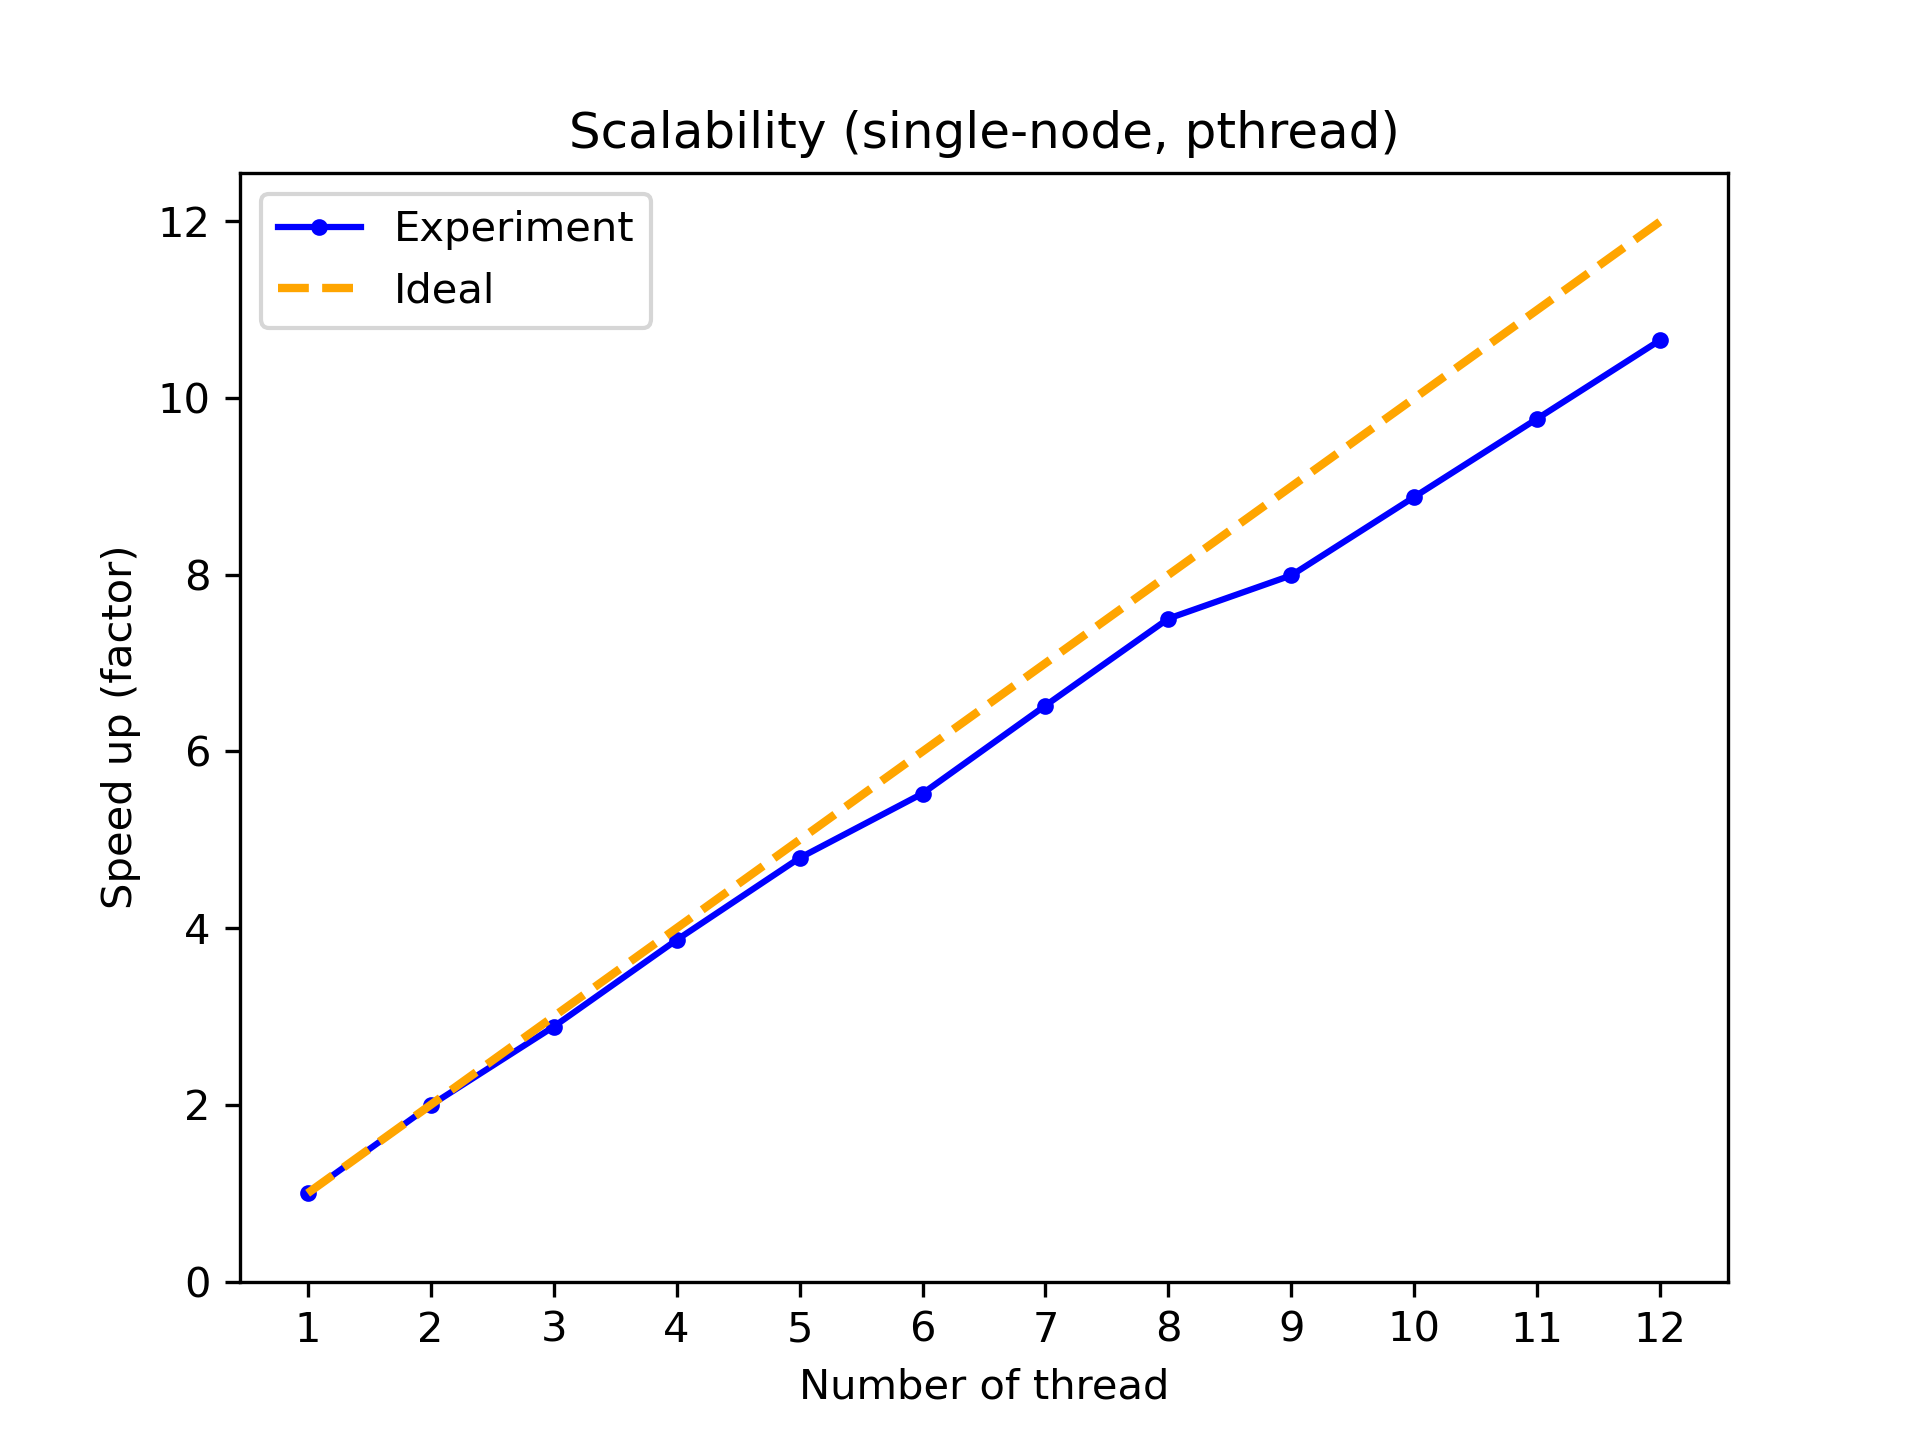 Scalability (single-node, pthread)
Experiment
Ideal
12
10
8
6
4
2
0
Speed up (factor)
1 2 3 4 5 6 7 8 9 10 11 12
Number of thread